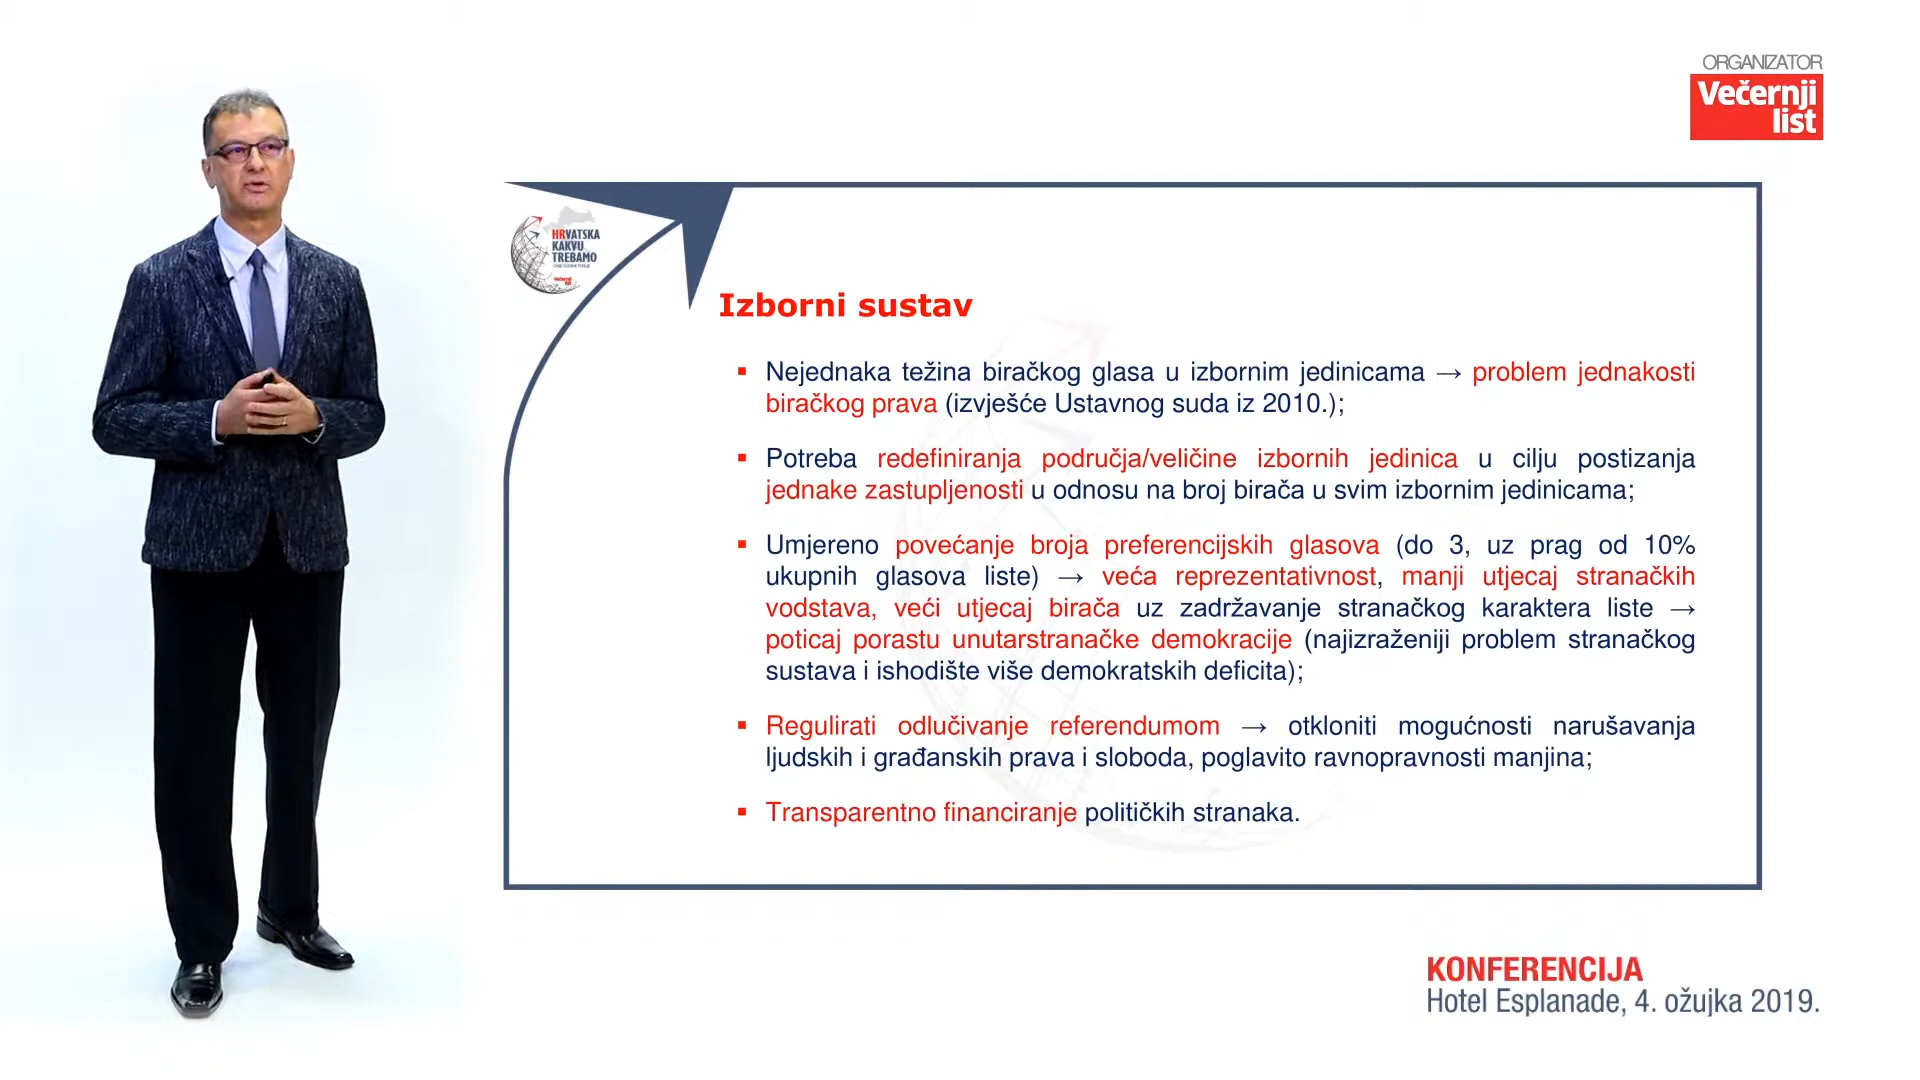 ORGANIZATOR
Večernji
list
HRVATSKA
KAKVU
TREBAMO
Večernji
list
Izborni sustav
▪ Nejednaka težina biračkog glasa u izbornim jedinicama → problem jednakosti
biračkog prava (izvješće Ustavnog suda iz 2010.);
▪ Potreba redefiniranja područja/veličine izbornih jedinica u cilju postizanja
jednake zastupljenosti u odnosu na broj birača u svim izbornim jedinicama;
▪ Umjereno povećanje broja preferencijskih glasova (do 3, uz prag od 10%
ukupnih glasova liste) → veća reprezentativnost, manji utjecaj stranačkih
vodstava, veći utjecaj birača uz zadržavanje stranačkog karaktera liste →
poticaj porastu unutarstranačke demokracije (najizraženiji problem stranačkog
sustava i ishodište više demokratskih deficita);
▪ Regulirati odlučivanje referendumom → otkloniti mogućnosti narušavanja
ljudskih i građanskih prava i sloboda, poglavito ravnopravnosti manjina;
▪ Transparentno financiranje političkih stranaka.
KONFERENCIJA
Hotel Esplanade, 4. ožujka 2019.